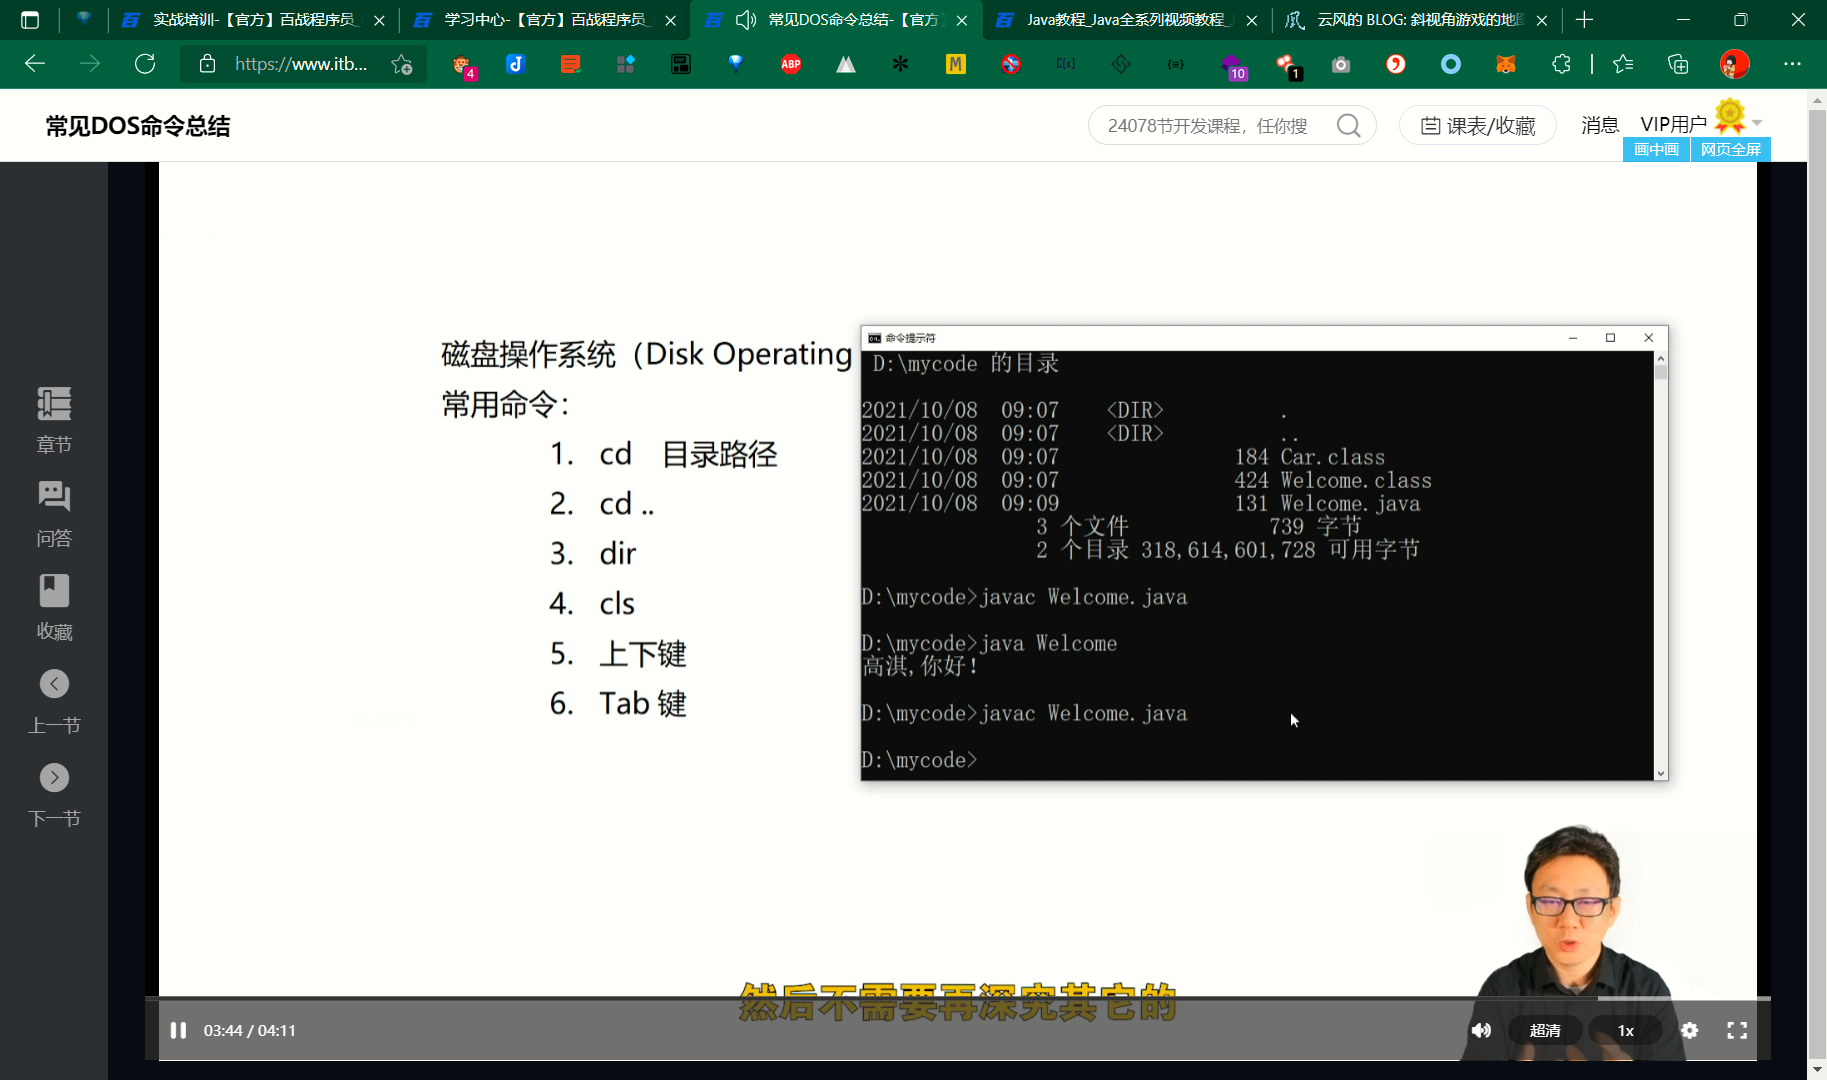 实战培训-【官方】百战程序员_
学习中心-【官方】百战程序员_
常见DOS命令总结-【官方】
Java教程_Java全系列视频教程_
云风的 BLOG: 斜视角游戏的地图
https://www.itb...
4
ABP
M
C[x]
{≡}
10
1
常见DOS命令总结
24078节开发课程，任你搜
课表/收藏
消息
VIP用户
画中画
网页全屏
章节
问答
收藏
上一节
下一节
磁盘操作系统（Disk Operating
常用命令：
1. cd 目录路径
2. cd ..
3. dir
4. cls
5. 上下键
6. Tab 键
命令提示符
D:\mycode 的目录
2021/10/08 09:07 <DIR> .
2021/10/08 09:07 <DIR> ..
2021/10/08 09:07 184 Car.class
2021/10/08 09:07 424 Welcome.class
2021/10/08 09:09 131 Welcome.java
3 个文件 739 字节
2 个目录 318,614,601,728 可用字节
D:\mycode>javac Welcome.java
D:\mycode>java Welcome
高淇,你好!
D:\mycode>javac Welcome.java
D:\mycode>
然后不需要再深究其它的
03:44 / 04:11
超清
1x